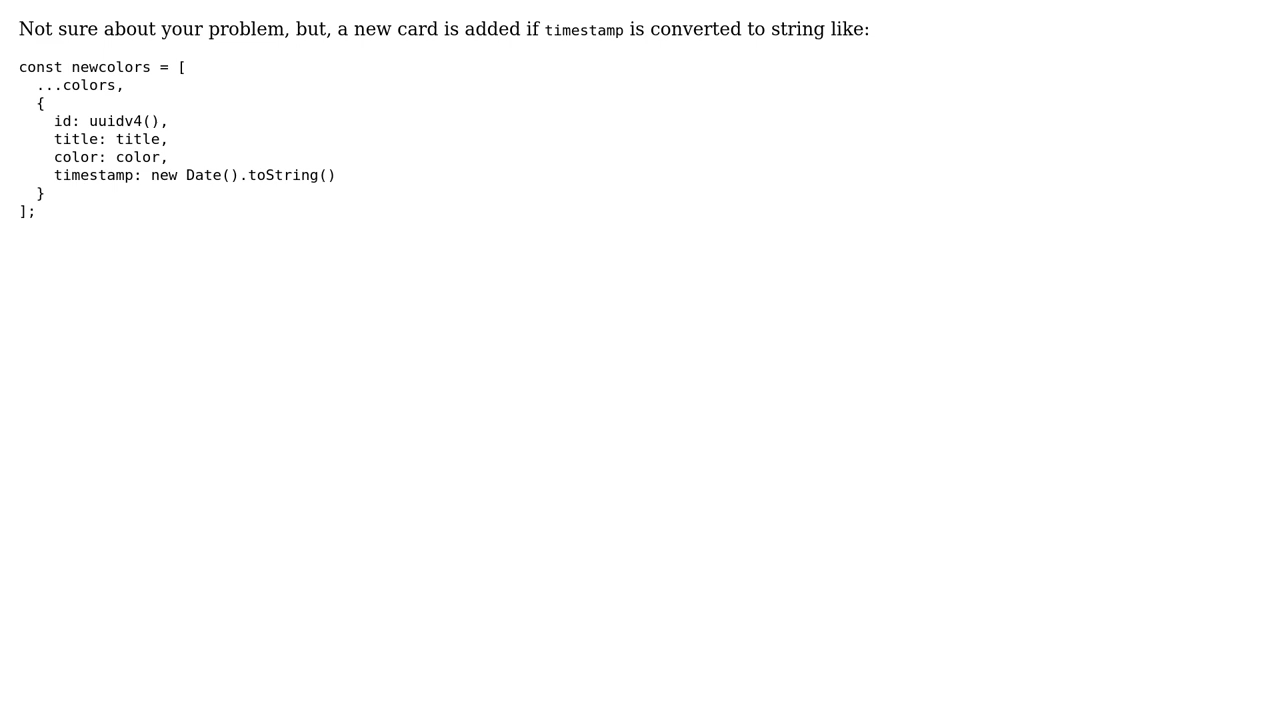 Not sure about your problem, but, a new card is added if timestamp is converted to string like:
const newcolors = [
  ...colors,
  {
    id: uuidv4(),
    title: title,
    color: color,
    timestamp: new Date().toString()
  }
];